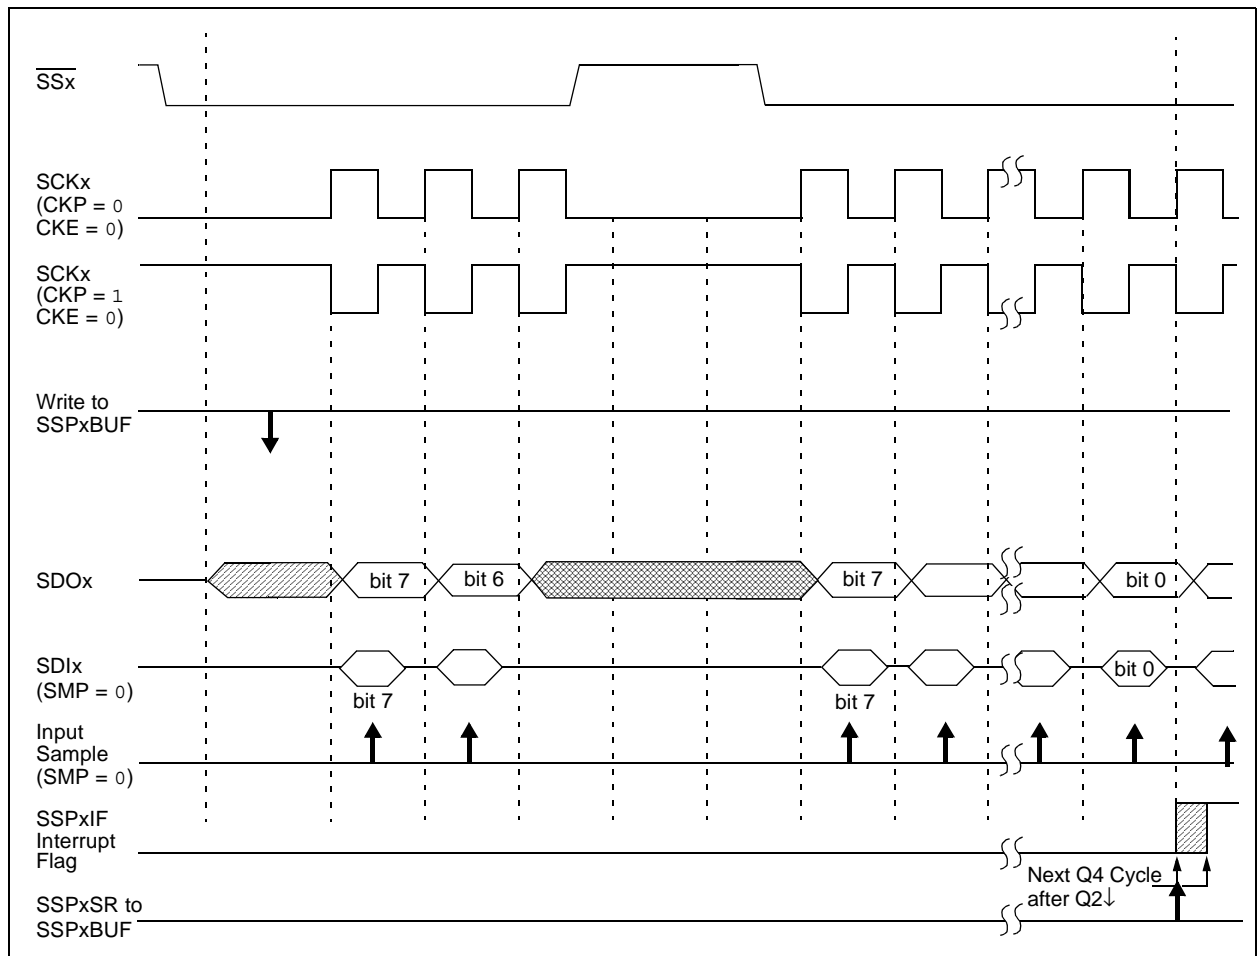 SSx
SCKx
(CKP = 0
CKE = 0)
SCKx
(CKP = 1
CKE = 0)
Write to
SSPxBUF
SDOx
bit 7
bit 6
bit 7
bit 0
SDIx
(SMP = 0)
bit 7
bit 7
bit 0
Input
Sample
(SMP = 0)
SSPxIF
Interrupt
Flag
Next Q4 Cycle
after Q2↓
SSPxSR to
SSPxBUF